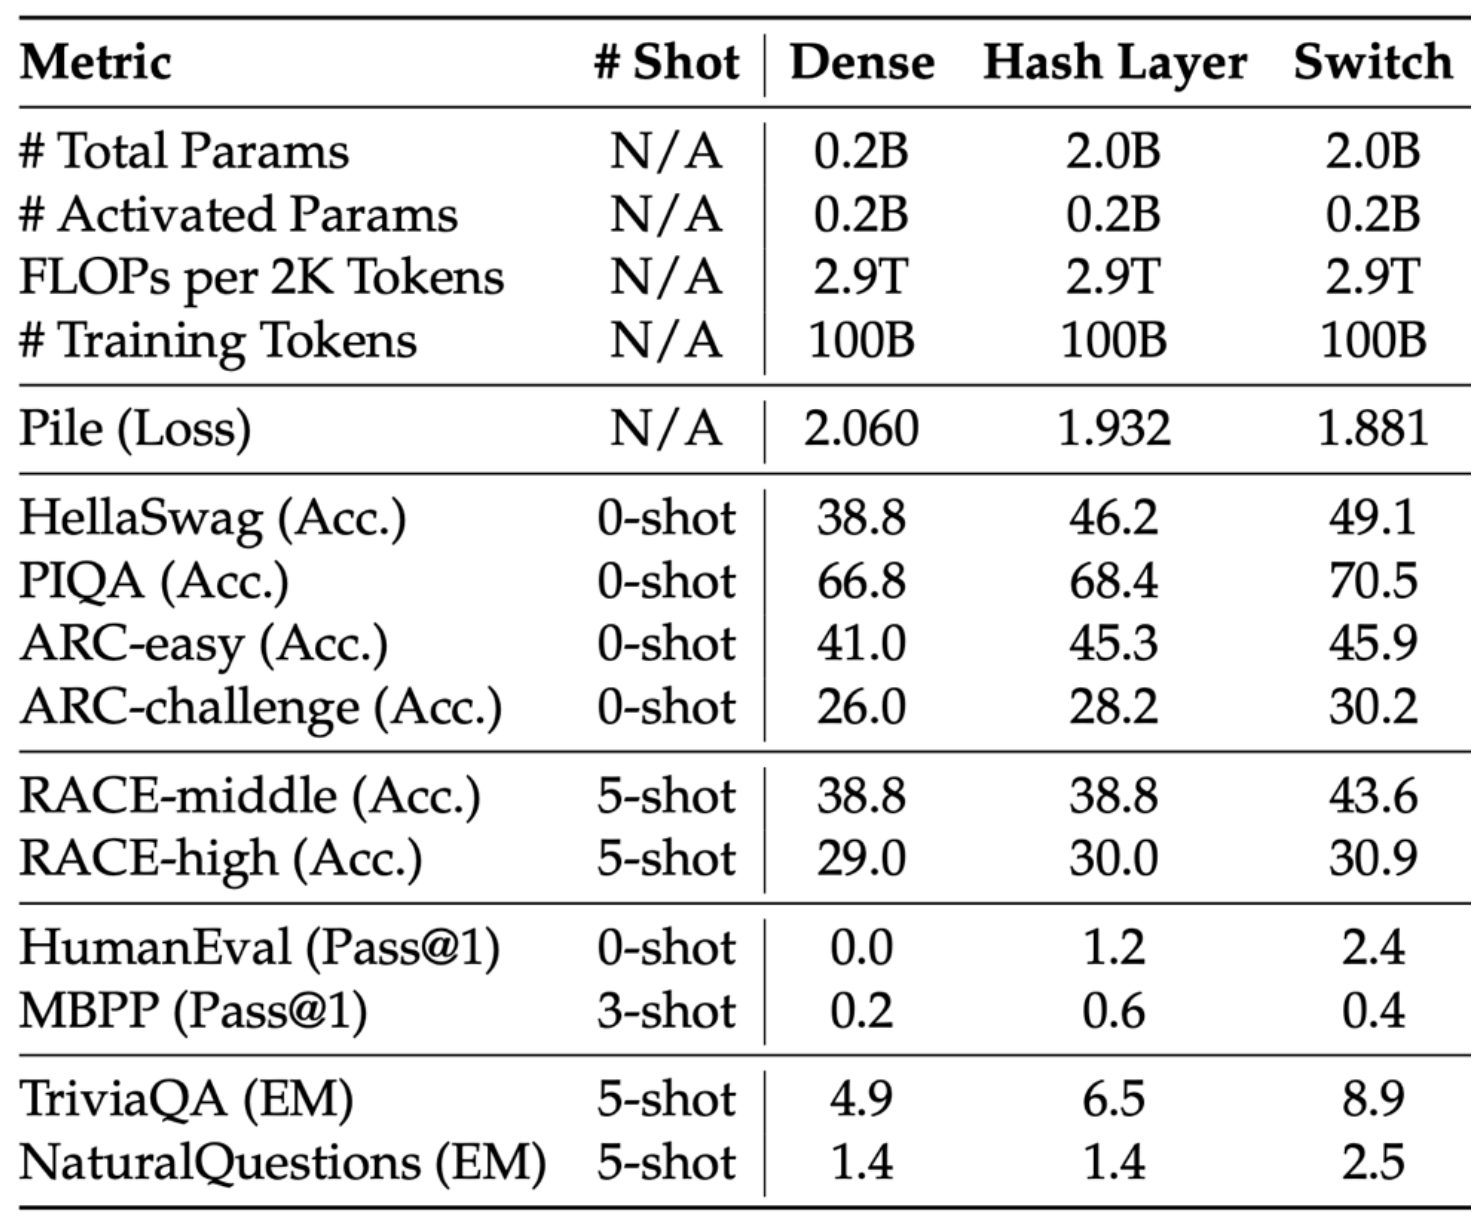 Metric # Shot Dense Hash Layer Switch
# Total Params N/A 0.2B 2.0B 2.0B
# Activated Params N/A 0.2B 0.2B 0.2B
FLOPs per 2K Tokens N/A 2.9T 2.9T 2.9T
# Training Tokens N/A 100B 100B 100B
Pile (Loss) N/A 2.060 1.932 1.881
HellaSwag (Acc.) 0-shot 38.8 46.2 49.1
PIQA (Acc.) 0-shot 66.8 68.4 70.5
ARC-easy (Acc.) 0-shot 41.0 45.3 45.9
ARC-challenge (Acc.) 0-shot 26.0 28.2 30.2
RACE-middle (Acc.) 5-shot 38.8 38.8 43.6
RACE-high (Acc.) 5-shot 29.0 30.0 30.9
HumanEval (Pass@1) 0-shot 0.0 1.2 2.4
MBPP (Pass@1) 3-shot 0.2 0.6 0.4
TriviaQA (EM) 5-shot 4.9 6.5 8.9
NaturalQuestions (EM) 5-shot 1.4 1.4 2.5